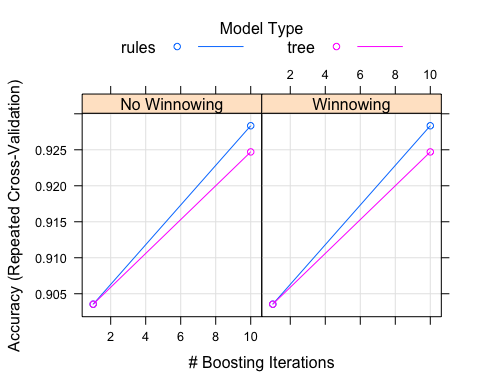 Model Type
rules tree
2 4 6 8 10
No Winnowing Winnowing
Accuracy (Repeated Cross-Validation)
0.925
0.920
0.915
0.910
0.905
2 4 6 8 10
# Boosting Iterations